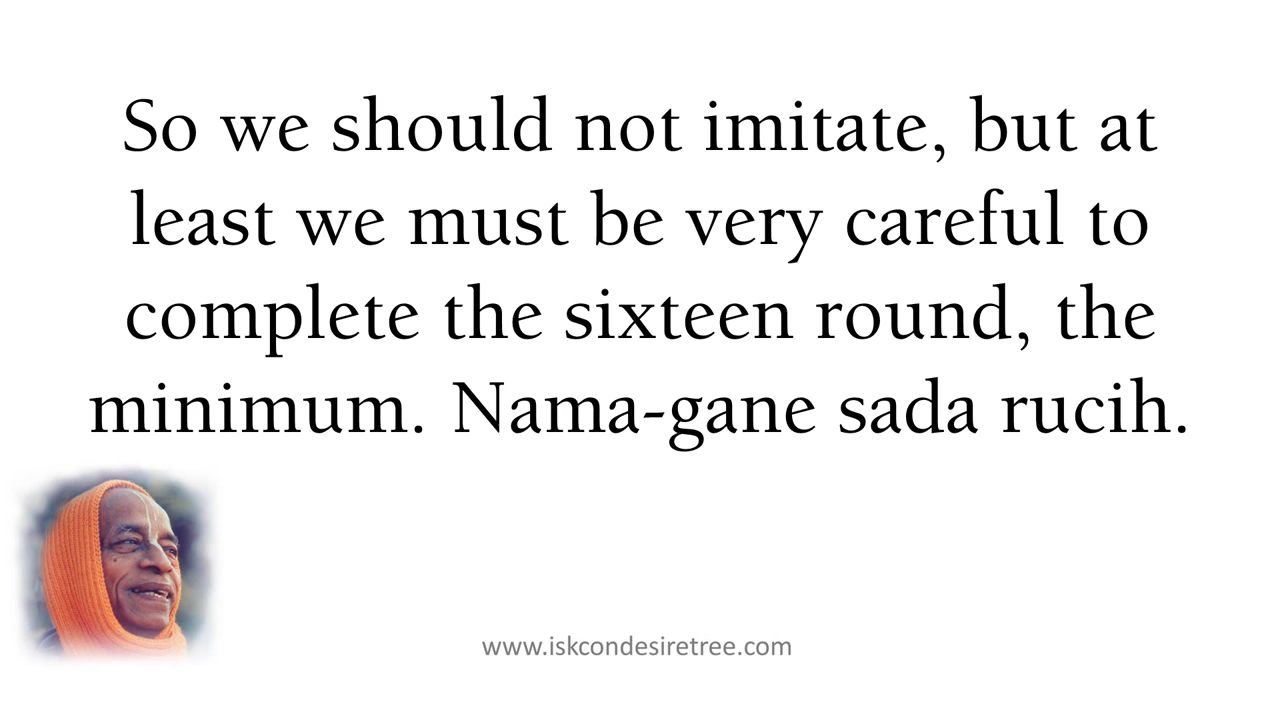 So we should not imitate, but at
least we must be very careful to
complete the sixteen round, the
minimum. Nama-gane sada rucih.
www.iskcondesiretree.com